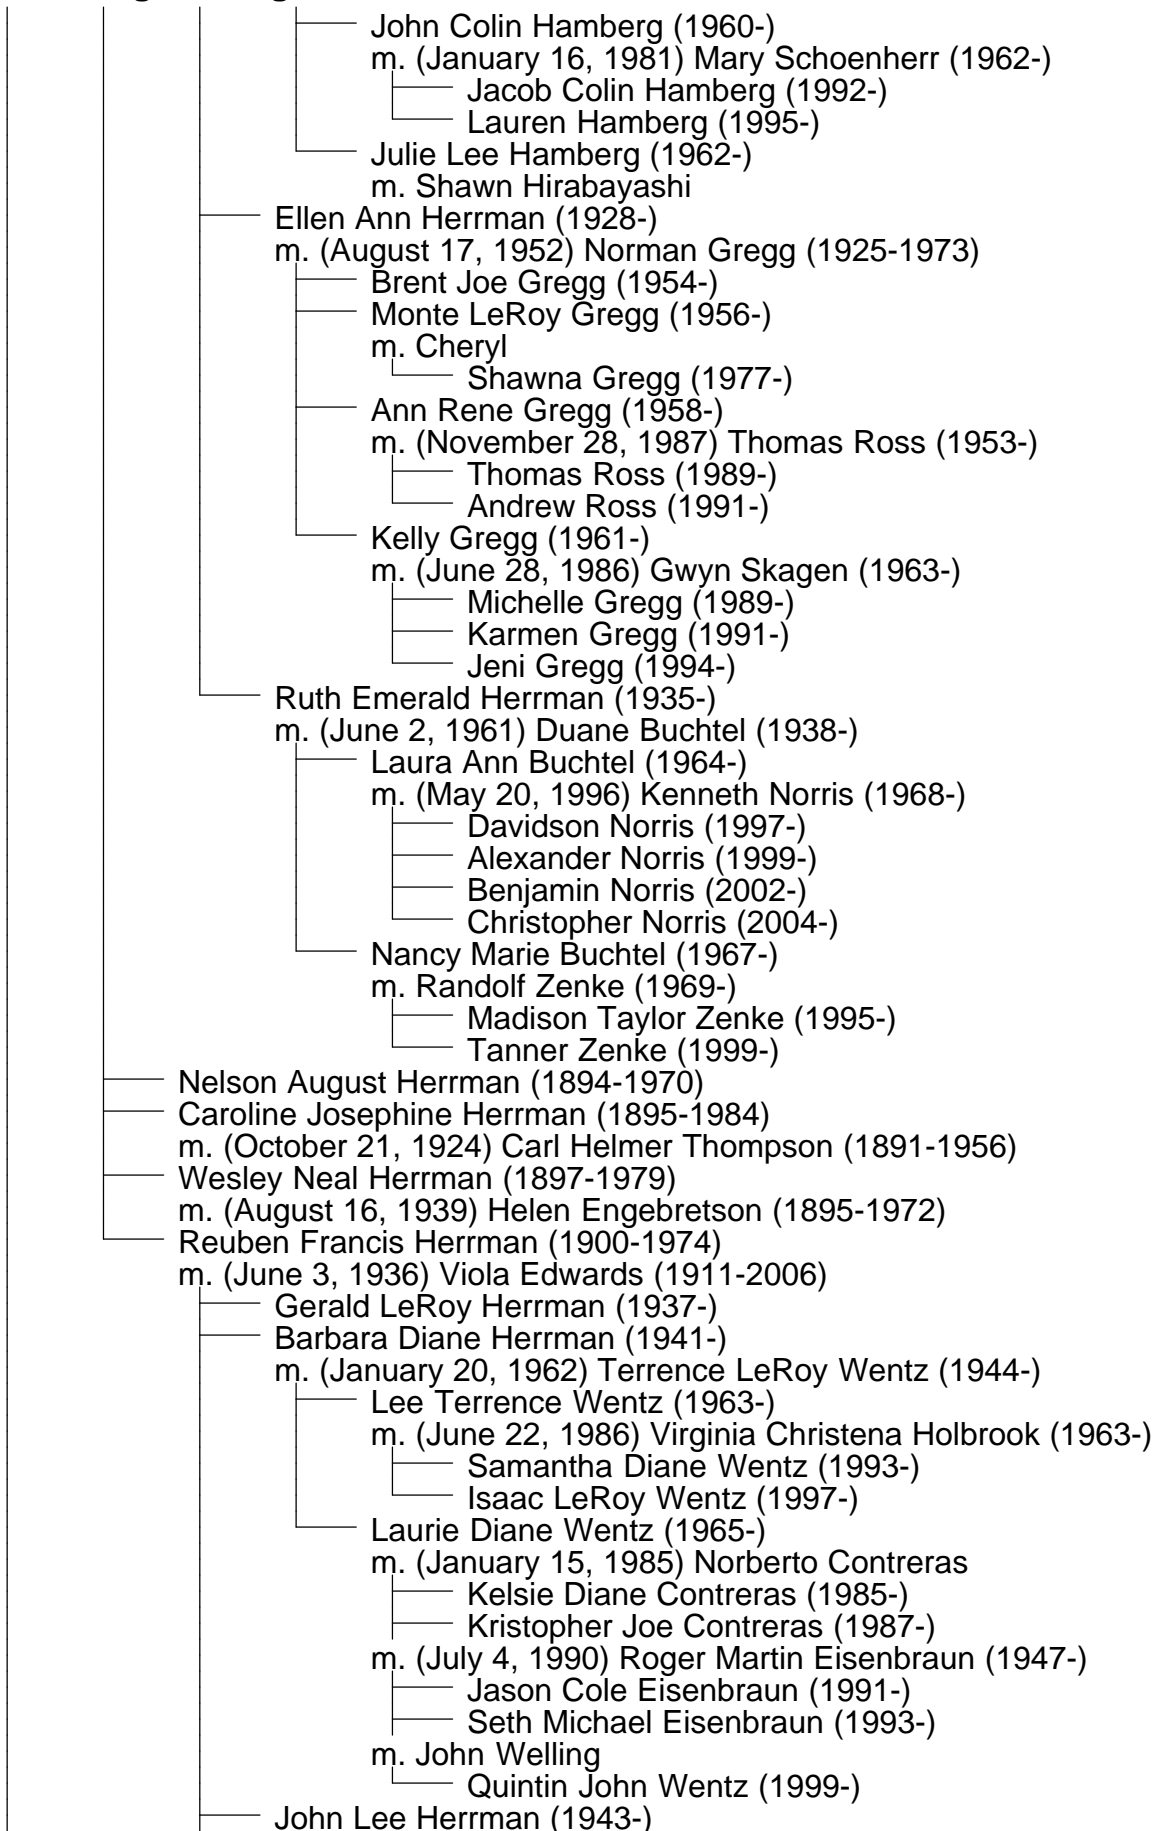 John Colin Hamberg (1960-)
m. (January 16, 1981) Mary Schoenherr (1962-)
Jacob Colin Hamberg (1992-)
Lauren Hamberg (1995-)
Julie Lee Hamberg (1962-)
m. Shawn Hirabayashi
Ellen Ann Herrman (1928-)
m. (August 17, 1952) Norman Gregg (1925-1973)
Brent Joe Gregg (1954-)
Monte LeRoy Gregg (1956-)
m. Cheryl
Shawna Gregg (1977-)
Ann Rene Gregg (1958-)
m. (November 28, 1987) Thomas Ross (1953-)
Thomas Ross (1989-)
Andrew Ross (1991-)
Kelly Gregg (1961-)
m. (June 28, 1986) Gwyn Skagen (1963-)
Michelle Gregg (1989-)
Karmen Gregg (1991-)
Jeni Gregg (1994-)
Ruth Emerald Herrman (1935-)
m. (June 2, 1961) Duane Buchtel (1938-)
Laura Ann Buchtel (1964-)
m. (May 20, 1996) Kenneth Norris (1968-)
Davidson Norris (1997-)
Alexander Norris (1999-)
Benjamin Norris (2002-)
Christopher Norris (2004-)
Nancy Marie Buchtel (1967-)
m. Randolf Zenke (1969-)
Madison Taylor Zenke (1995-)
Tanner Zenke (1999-)
Nelson August Herrman (1894-1970)
Caroline Josephine Herrman (1895-1984)
m. (October 21, 1924) Carl Helmer Thompson (1891-1956)
Wesley Neal Herrman (1897-1979)
m. (August 16, 1939) Helen Engebretson (1895-1972)
Reuben Francis Herrman (1900-1974)
m. (June 3, 1936) Viola Edwards (1911-2006)
Gerald LeRoy Herrman (1937-)
Barbara Diane Herrman (1941-)
m. (January 20, 1962) Terrence LeRoy Wentz (1944-)
Lee Terrence Wentz (1963-)
m. (June 22, 1986) Virginia Christena Holbrook (1963-)
Samantha Diane Wentz (1993-)
Isaac LeRoy Wentz (1997-)
Laurie Diane Wentz (1965-)
m. (January 15, 1985) Norberto Contreras
Kelsie Diane Contreras (1985-)
Kristopher Joe Contreras (1987-)
m. (July 4, 1990) Roger Martin Eisenbraun (1947-)
Jason Cole Eisenbraun (1991-)
Seth Michael Eisenbraun (1993-)
m. John Welling
Quintin John Wentz (1999-)
John Lee Herrman (1943-)